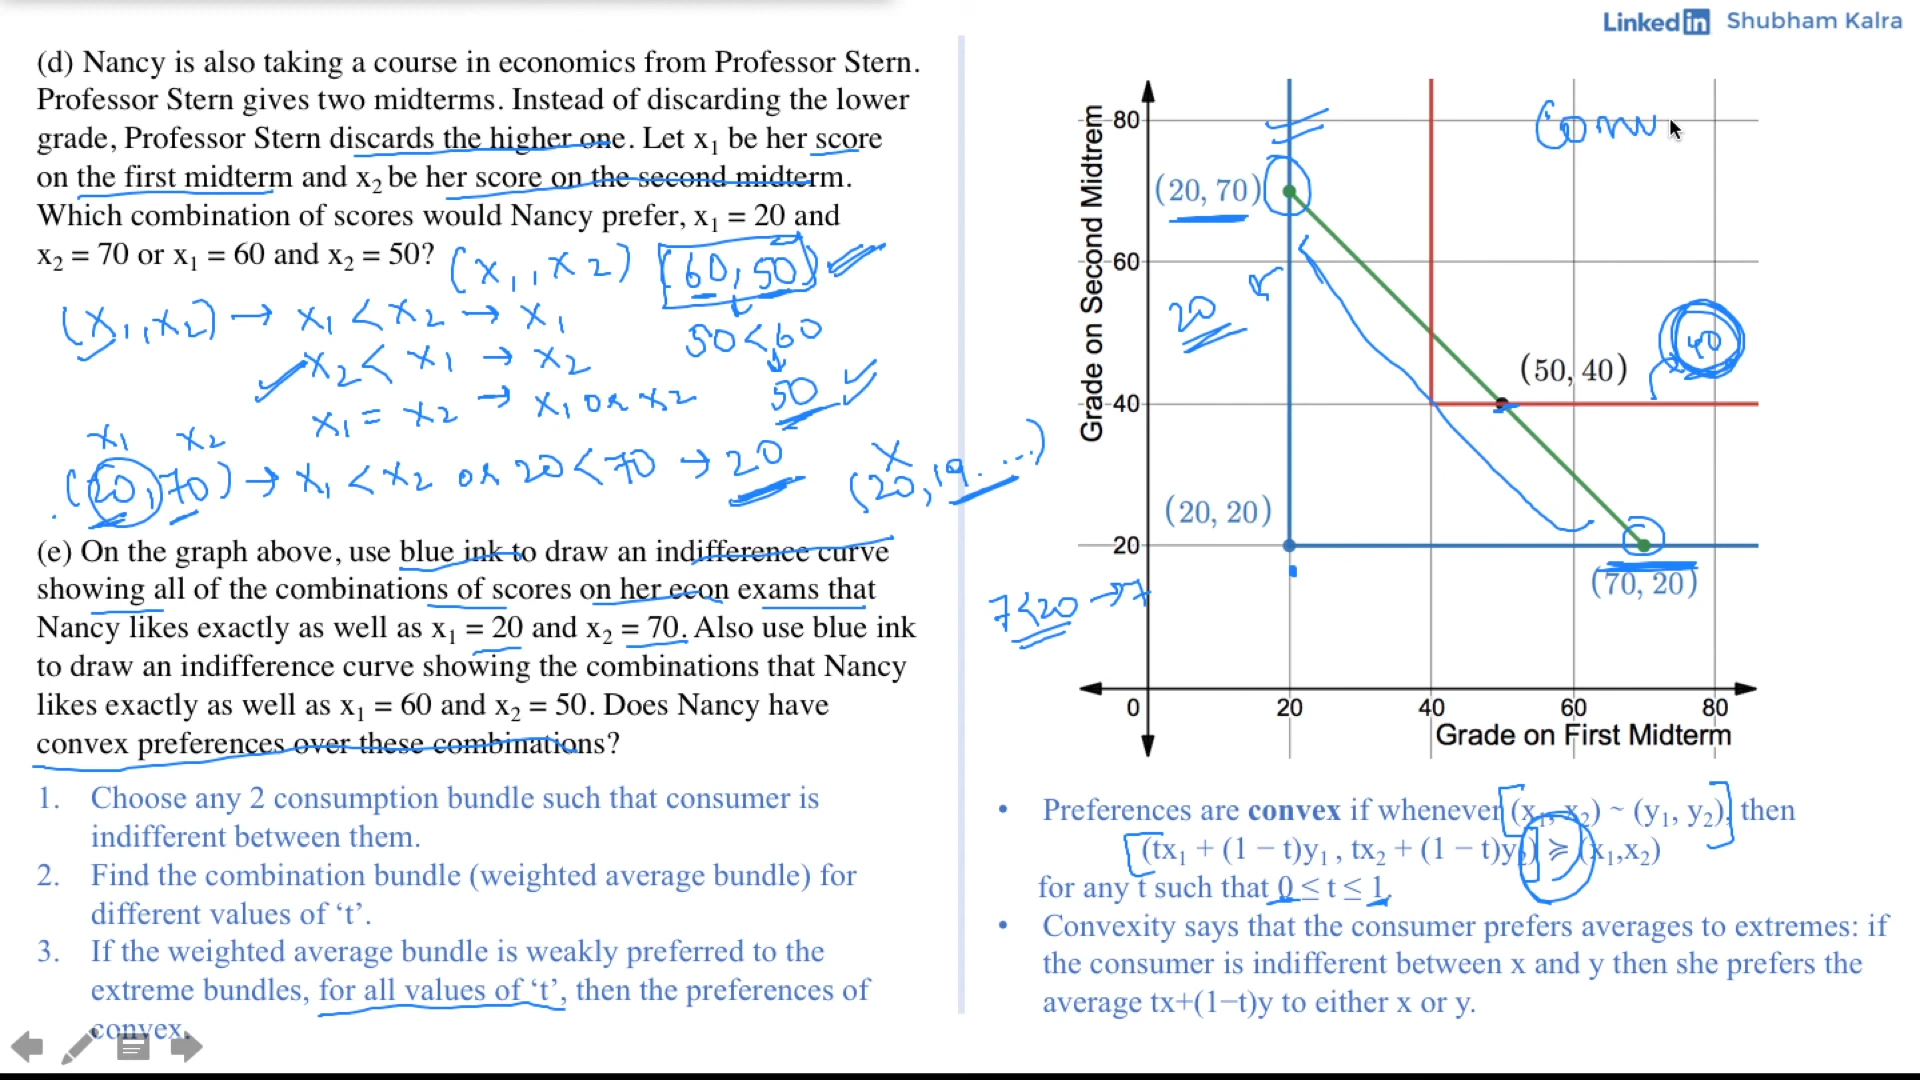 Linked in Shubham Kalra
(d) Nancy is also taking a course in economics from Professor Stern.
Professor Stern gives two midterms. Instead of discarding the lower
grade, Professor Stern discards the higher one. Let x₁ be her score
on the first midterm and x₂ be her score on the second midterm.
Which combination of scores would Nancy prefer, x₁ = 20 and
x₂ = 70 or x₁ = 60 and x₂ = 50?
(x₁, x₂) (60, 50)
(x₁, x₂) → x₁ < x₂ → x₁
50 < 60
x₂ < x₁ → x₂
50
x₁ = x₂ → x₁ or x₂
x₁ x₂
(20, 70) → x₁ < x₂ or 20 < 70 → 20
x
(20, 19....)
(e) On the graph above, use blue ink to draw an indifference curve
showing all of the combinations of scores on her econ exams that
Nancy likes exactly as well as x₁ = 20 and x₂ = 70. Also use blue ink
to draw an indifference curve showing the combinations that Nancy
likes exactly as well as x₁ = 60 and x₂ = 50. Does Nancy have
convex preferences over these combinations?
1. Choose any 2 consumption bundle such that consumer is
indifferent between them.
2. Find the combination bundle (weighted average bundle) for
different values of ‘t’.
3. If the weighted average bundle is weakly preferred to the
extreme bundles, for all values of ‘t’, then the preferences of
convex.
Grade on Second Midtrem
80
Conv
(20, 70)
60
20
40
(50, 40)
40
(20, 20)
20
(70, 20)
7<20 → 7
0 20 40 60 80
Grade on First Midterm
• Preferences are convex if whenever (x₁, x₂) ~ (y₁, y₂), then
(tx₁ + (1 − t)y₁ , tx₂ + (1 − t)y₂) ≽ (x₁,x₂)
for any t such that 0 ≤ t ≤ 1.
• Convexity says that the consumer prefers averages to extremes: if
the consumer is indifferent between x and y then she prefers the
average tx+(1−t)y to either x or y.